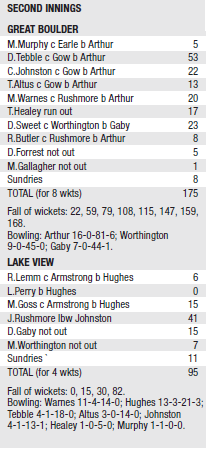 SECOND INNINGS
GREAT BOULDER
M.Murphy c Earle b Arthur 5
D.Tebble c Gow b Arthur 53
C.Johnston c Gow b Arthur 22
T.Altus c Gow b Arthur 13
M.Warnes c Rushmore b Arthur 20
T.Healey run out 17
D.Sweet c Worthington b Gaby 23
R.Butler c Rushmore b Arthur 8
D.Forrest not out 5
M.Gallagher not out 1
Sundries 8
TOTAL (for 8 wkts) 175
Fall of wickets: 22, 59, 79, 108, 115, 147, 159,
168.
Bowling: Arthur 16-0-81-6; Worthington
9-0-45-0; Gaby 7-0-44-1.
LAKE VIEW
R.Lemm c Armstrong b Hughes 6
L.Perry b Hughes 0
M.Goss c Armstrong b Hughes 15
J.Rushmore lbw Johnston 41
D.Gaby not out 15
M.Worthington not out 7
Sundries ` 11
TOTAL (for 4 wkts) 95
Fall of wickets: 0, 15, 30, 82.
Bowling: Warnes 11-4-14-0; Hughes 13-3-21-3;
Tebble 4-1-18-0; Altus 3-0-14-0; Johnston
4-1-13-1; Healey 1-0-5-0; Murphy 1-1-0-0.